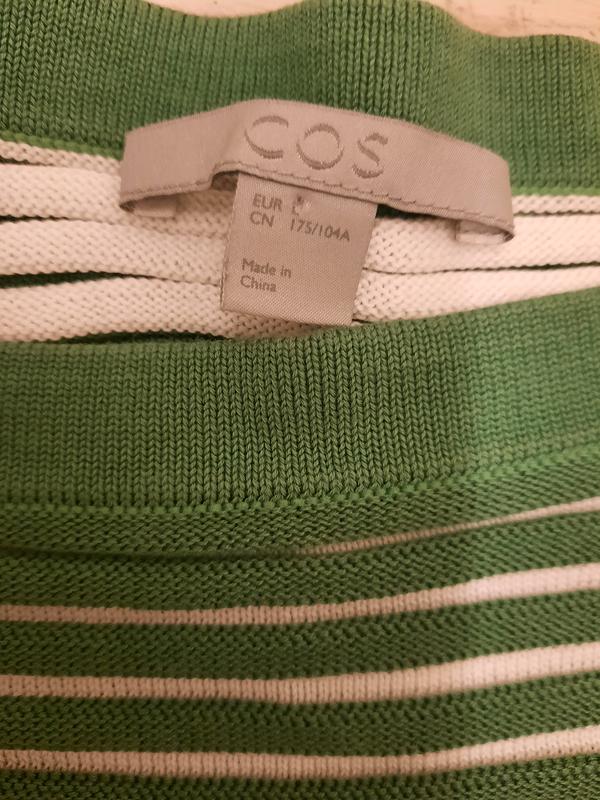 COS
EUR L
CN 175/104A
Made in
China